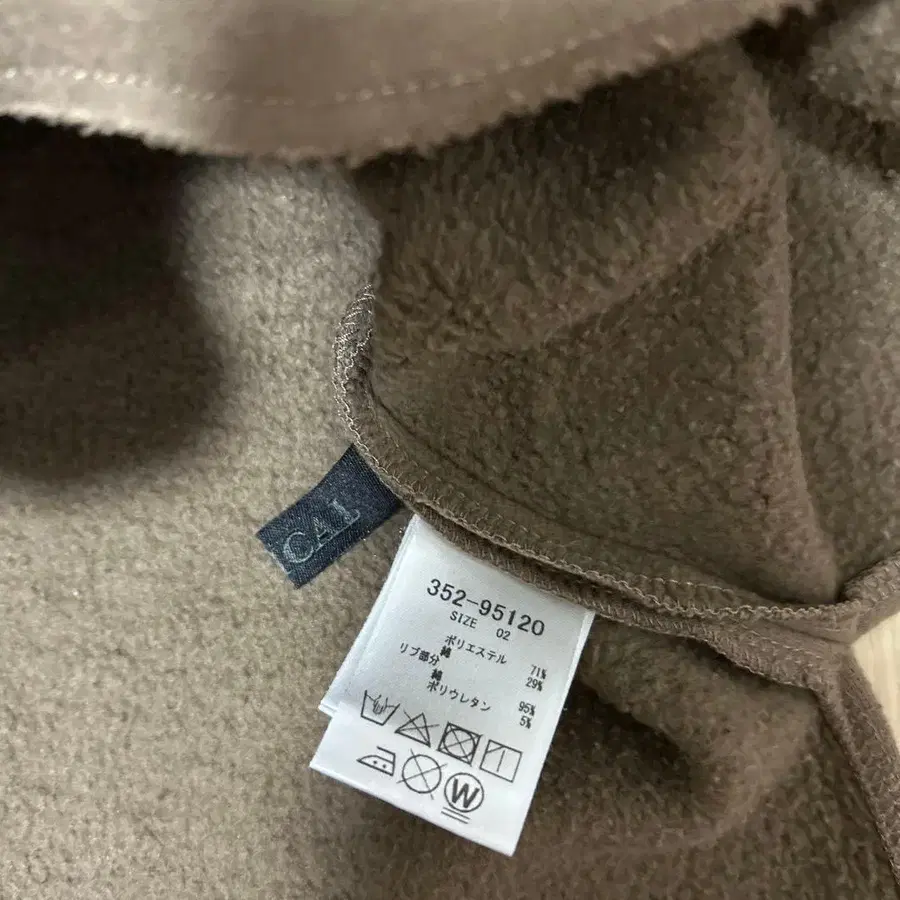 CAL
352-95120
SIZE 02
ポリエステル 71%
綿 29%
リブ部分
綿 95%
ポリウレタン 5%
W